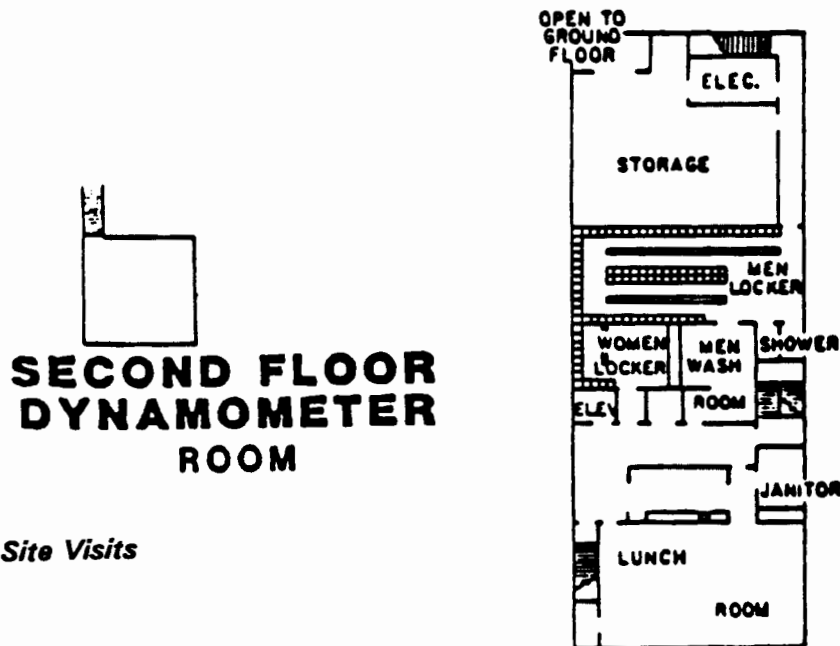 OPEN TO
GROUND
FLOOR
ELEC.
STORAGE
MEN
LOCKER
WOMEN
LOCKER
MEN
WASH
ROOM
SHOWER
ELEV
JANITOR
LUNCH
ROOM
SECOND FLOOR
DYNAMOMETER
ROOM
Site Visits